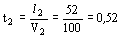 t₂ = l₂/V₂ = 52/100 = 0,52